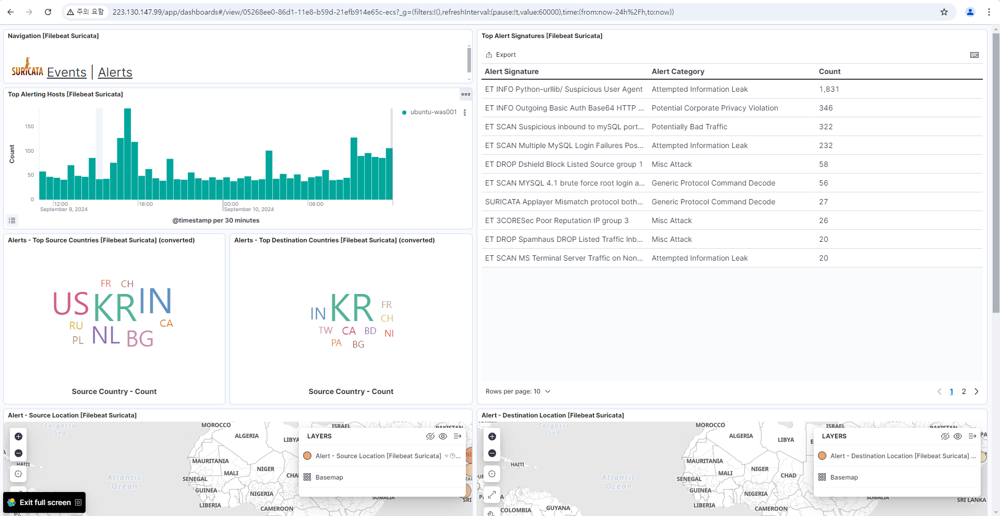 주의 요함
223.130.147.99/app/dashboards#/view/05268ee0-86d1-11e8-b59d-21efb914e65c-ecs?_g=(filters:!(),refreshInterval:(pause:!t,value:60000),time:(from:now-24h%2Fh,to:now))
Navigation [Filebeat Suricata]
SURICATA Events | Alerts
Top Alerting Hosts [Filebeat Suricata]
ubuntu-was001
Count
150
100
50
0
12:00
September 9, 2024
18:00
00:00
September 10, 2024
06:00
@timestamp per 30 minutes
Top Alert Signatures [Filebeat Suricata]
Export
Alert Signature Alert Category Count
ET INFO Python-urllib/ Suspicious User Agent Attempted Information Leak 1,831
ET INFO Outgoing Basic Auth Base64 HTTP ... Potential Corporate Privacy Violation 346
ET SCAN Suspicious inbound to mySQL port... Potentially Bad Traffic 322
ET SCAN Multiple MySQL Login Failures Pos... Attempted Information Leak 232
ET DROP Dshield Block Listed Source group 1 Misc Attack 58
ET SCAN MYSQL 4.1 brute force root login a... Generic Protocol Command Decode 56
SURICATA Applayer Mismatch protocol both... Generic Protocol Command Decode 27
ET 3CORESec Poor Reputation IP group 3 Misc Attack 26
ET DROP Spamhaus DROP Listed Traffic Inb... Misc Attack 20
ET SCAN MS Terminal Server Traffic on Non... Attempted Information Leak 20
Rows per page: 10
1 2
Alerts - Top Source Countries [Filebeat Suricata] (converted)
FR CH
US KR IN
RU CA
NL BG
PL
Source Country - Count
Alerts - Top Destination Countries [Filebeat Suricata] (converted)
IN KR FR
CH
TW CA BD NI
PA BG
Source Country - Count
Alert - Source Location [Filebeat Suricata]
Sargasso
Sea
MOROCCO
ISRAEL
PAKISTAN
ALGERIA
LIBYA
HAITI
MAURITANIA
MALI
NIGER
CHA
Atlantic
Ocean
SENEGAL
GUINEA
NIGERIA
LIBERIA
CAMEROON
SOMALIA
SRI
LAYERS
Alert - Source Location [Filebeat Suricata] ...
Basemap
Exit full screen
Alert - Destination Location [Filebeat Suricata]
Sargasso
Sea
MOROCCO
ISRAEL
PAKISTAN
ALGERIA
LIBYA
E
PA
HAITI
MAURITANIA
MALI
NIGER
CHAD
Atlantic
Ocean
SENEGAL
GUINEA
NIGERIA
LIBERIA
CAMEROON
SOMALIA
SRI LANKA
COLOMBIA
GUYANA
LAYERS
Alert - Destination Location [Filebeat Suricata] ...
Basemap